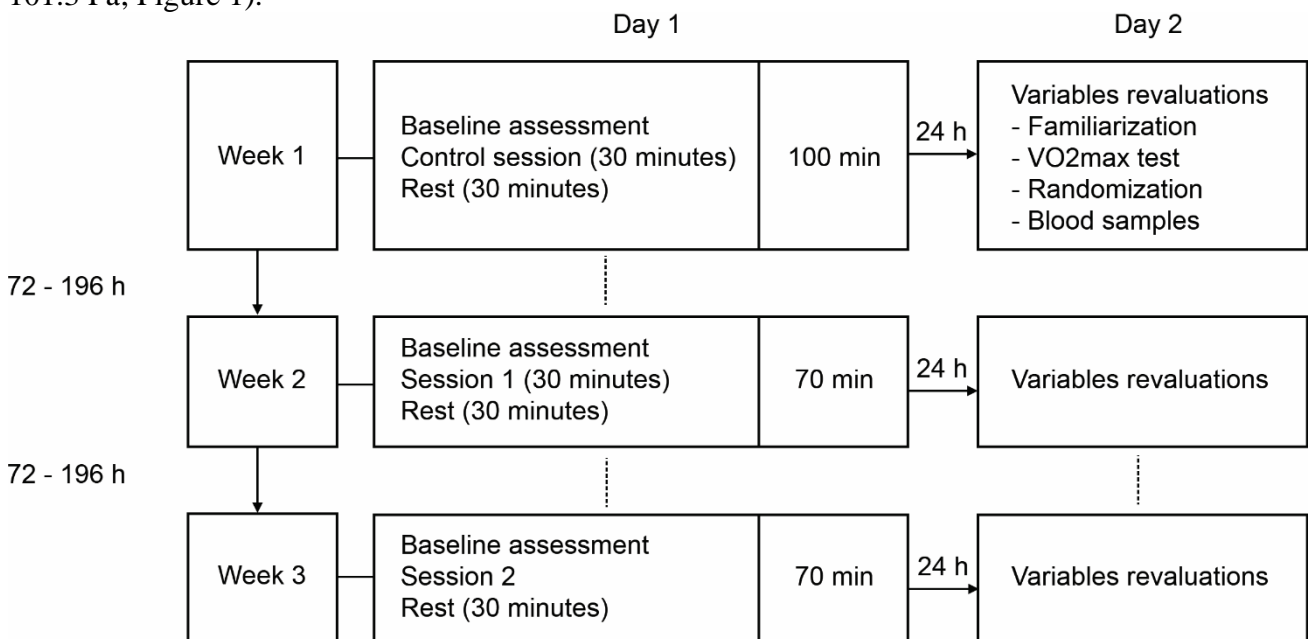 101.3 Pa, Figure 1).
Day 1
Day 2
Week 1
Baseline assessment
Control session (30 minutes)
Rest (30 minutes)
100 min
24 h
Variables revaluations
- Familiarization
- VO2max test
- Randomization
- Blood samples
72 - 196 h
Week 2
Baseline assessment
Session 1 (30 minutes)
Rest (30 minutes)
70 min
24 h
Variables revaluations
72 - 196 h
Week 3
Baseline assessment
Session 2
Rest (30 minutes)
70 min
24 h
Variables revaluations